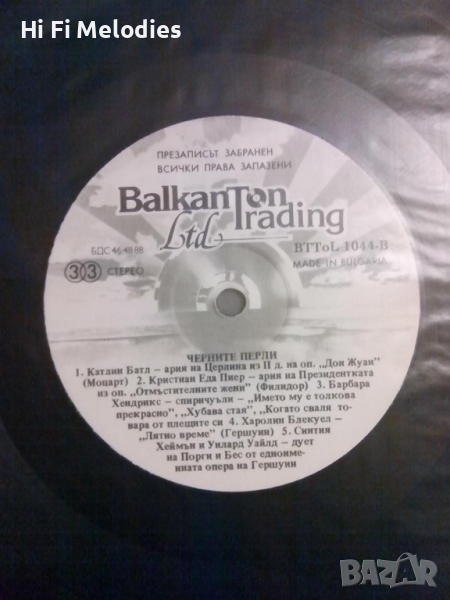 Hi Fi Melodies
ПРЕЗАПИСЪТ ЗАБРАНЕН
ВСИЧКИ ПРАВА ЗАПАЗЕНИ
BalkanTon
Trading
Ltd
БДС 4648-88
BTToL 1044-B
33 СТЕРЕО
MADE IN BULGARIA
ЧЕРНИТЕ ПЕРЛИ
1. Катлин Батл – ария на Церлина из II д. на оп. „Дон Жуан”
(Моцарт) 2. Кристиан Еда Пиер – ария на Президентката
из оп. „Отмъстителните жени” (Филидор) 3. Барбара
Хендрикс – спиричуъли – „Името му е толкова
прекрасно”, „Хубава стая”, „Когато сваля то-
вара от плещите си 4. Харолин Блекуел –
„Лятно време” (Гершуин) 5. Синтия
Хеймън и Уилард Уайлд – дует
на Порги и Бес от едноиме-
нната опера на Гершуин
BAZAR